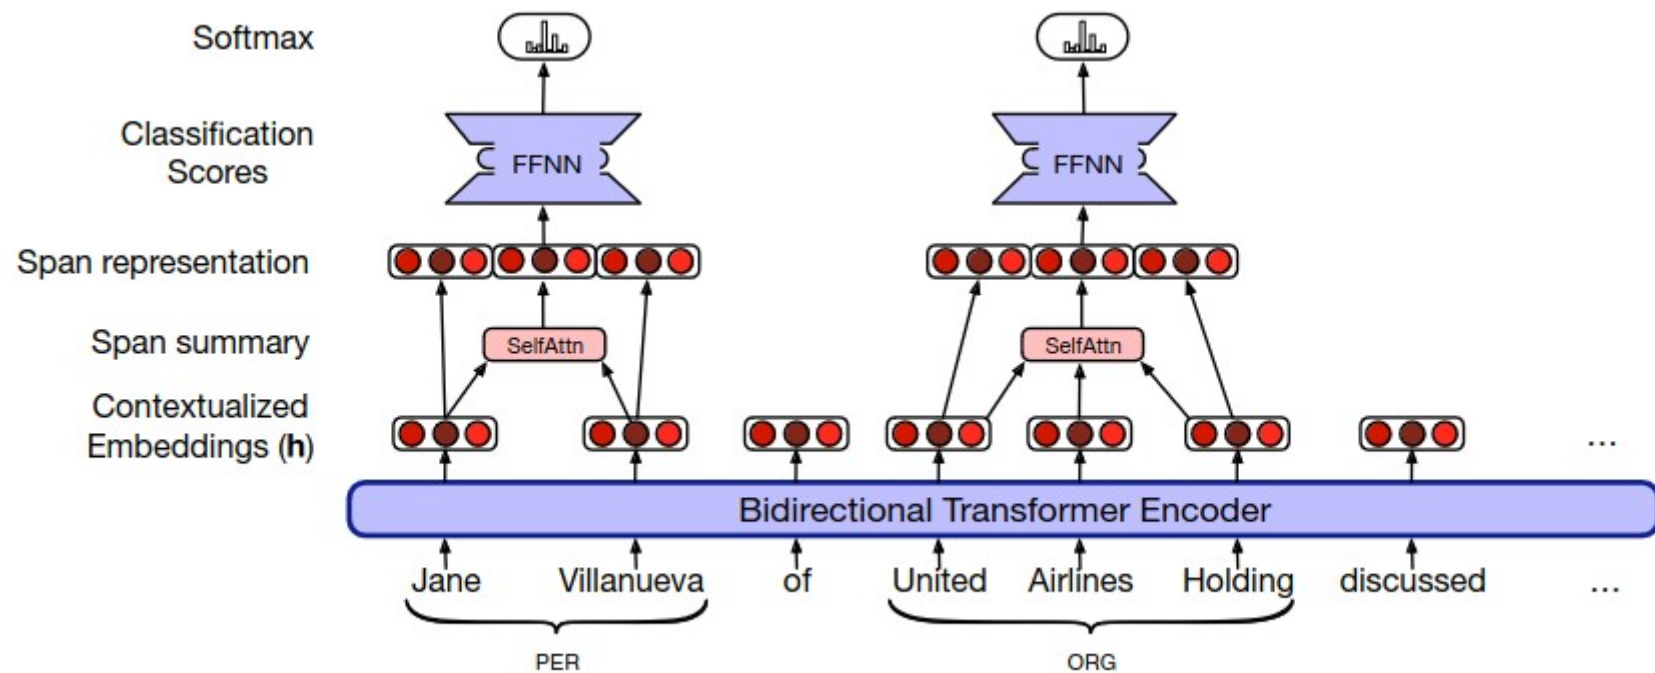 Softmax
Classification
Scores
FFNN
FFNN
Span representation
Span summary
SelfAttn
SelfAttn
Contextualized
Embeddings (h)
...
Bidirectional Transformer Encoder
Jane Villanueva of United Airlines Holding discussed ...
PER
ORG